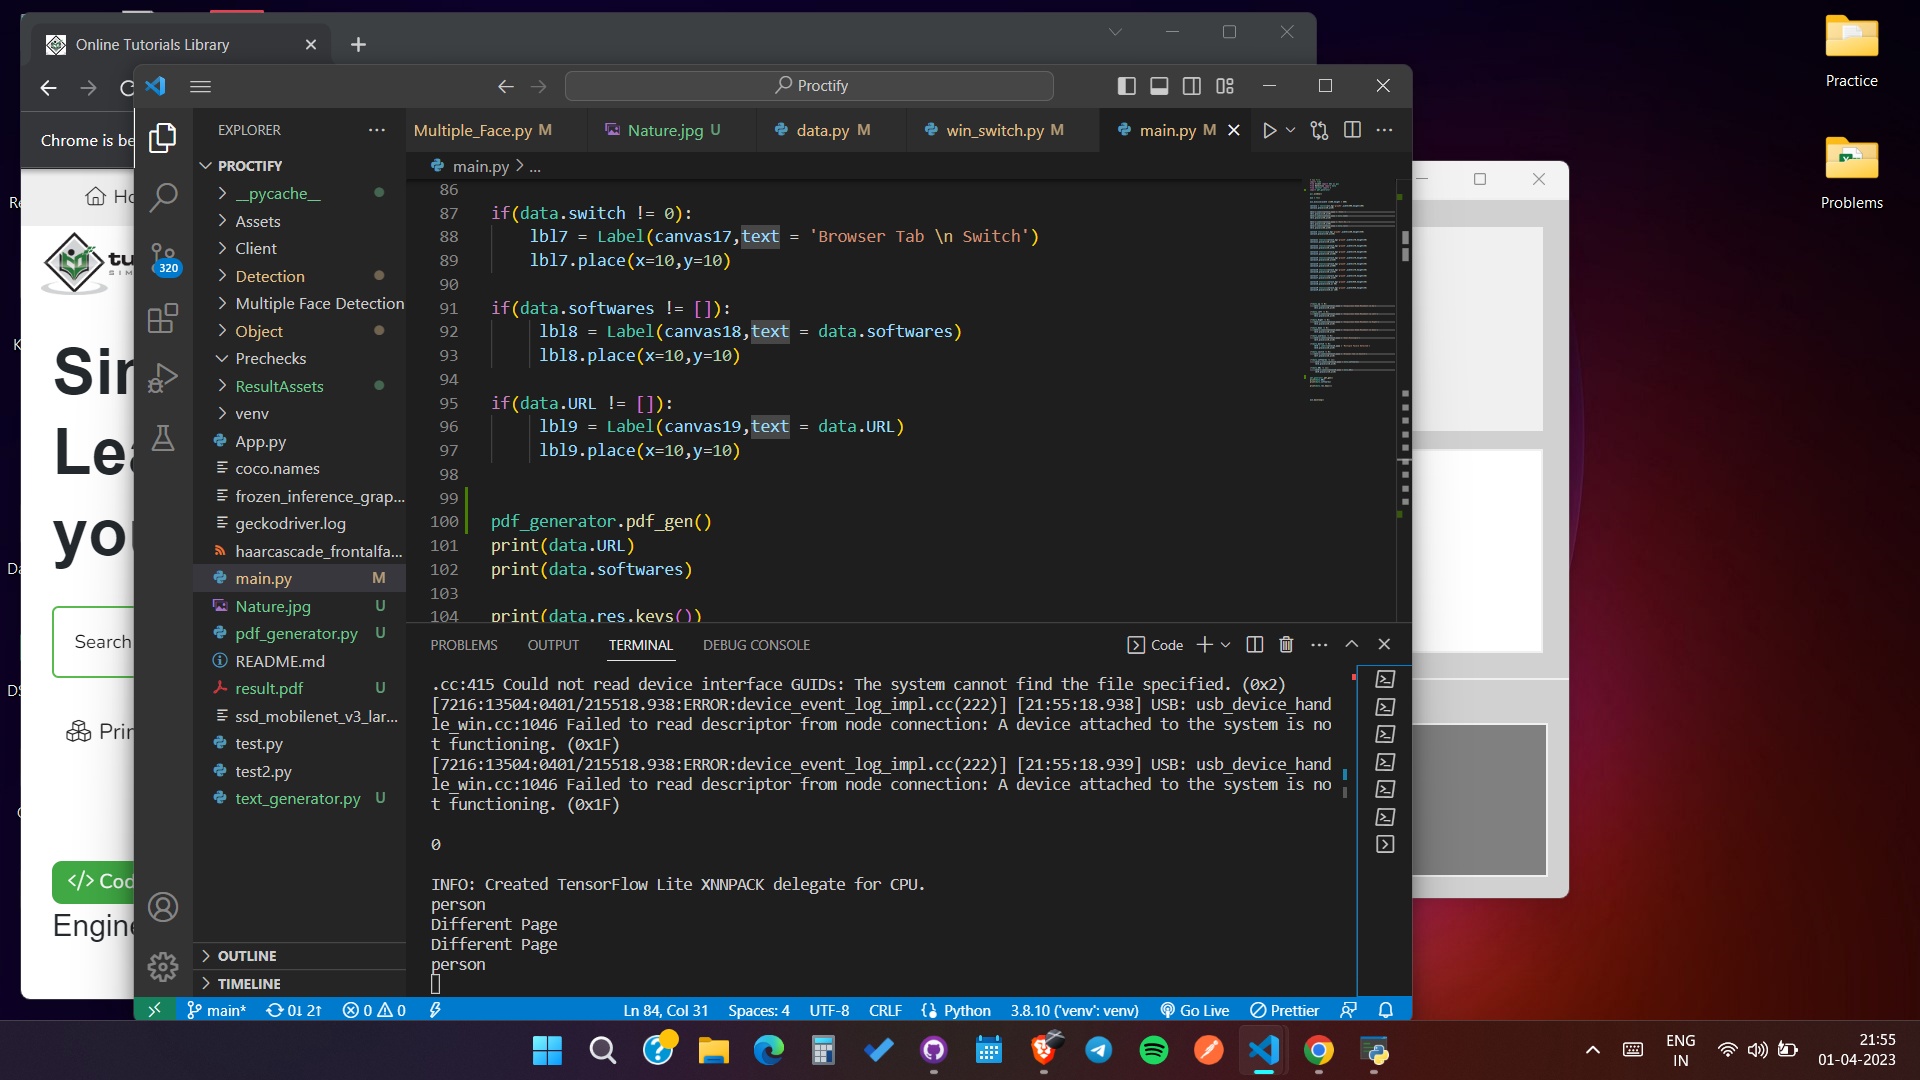 Online Tutorials Library
Practice
Problems
Proctify
Chrome is be
Ho
SIM
Sin
Lea
you
Search
Prin
</> Cod
Engine
EXPLORER
PROCTIFY
__pycache__
Assets
Client
Detection
Multiple Face Detection
Object
Prechecks
ResultAssets
venv
App.py
coco.names
frozen_inference_grap...
geckodriver.log
haarcascade_frontalfa...
main.py M
Nature.jpg U
pdf_generator.py U
README.md
result.pdf U
ssd_mobilenet_v3_lar...
test.py
test2.py
text_generator.py U
OUTLINE
TIMELINE
320
Multiple_Face.py M
Nature.jpg U
data.py M
win_switch.py M
main.py M
main.py > ...
86
87 if(data.switch != 0):
88 lbl7 = Label(canvas17,text = 'Browser Tab \n Switch')
89 lbl7.place(x=10,y=10)
90
91 if(data.softwares != []):
92 lbl8 = Label(canvas18,text = data.softwares)
93 lbl8.place(x=10,y=10)
94
95 if(data.URL != []):
96 lbl9 = Label(canvas19,text = data.URL)
97 lbl9.place(x=10,y=10)
98
99
100 pdf_generator.pdf_gen()
101 print(data.URL)
102 print(data.softwares)
103
104 print(data.res.keys())
PROBLEMS OUTPUT TERMINAL DEBUG CONSOLE
Code
.cc:415 Could not read device interface GUIDs: The system cannot find the file specified. (0x2)
[7216:13504:0401/215518.938:ERROR:device_event_log_impl.cc(222)] [21:55:18.938] USB: usb_device_hand
le_win.cc:1046 Failed to read descriptor from node connection: A device attached to the system is no
t functioning. (0x1F)
[7216:13504:0401/215518.938:ERROR:device_event_log_impl.cc(222)] [21:55:18.939] USB: usb_device_hand
le_win.cc:1046 Failed to read descriptor from node connection: A device attached to the system is no
t functioning. (0x1F)
0
INFO: Created TensorFlow Lite XNNPACK delegate for CPU.
person
Different Page
Different Page
person
main* 0↓ 2↑ 0 0 Ln 84, Col 31 Spaces: 4 UTF-8 CRLF Python 3.8.10 ('venv': venv) Go Live Prettier
ENG
IN
21:55
01-04-2023